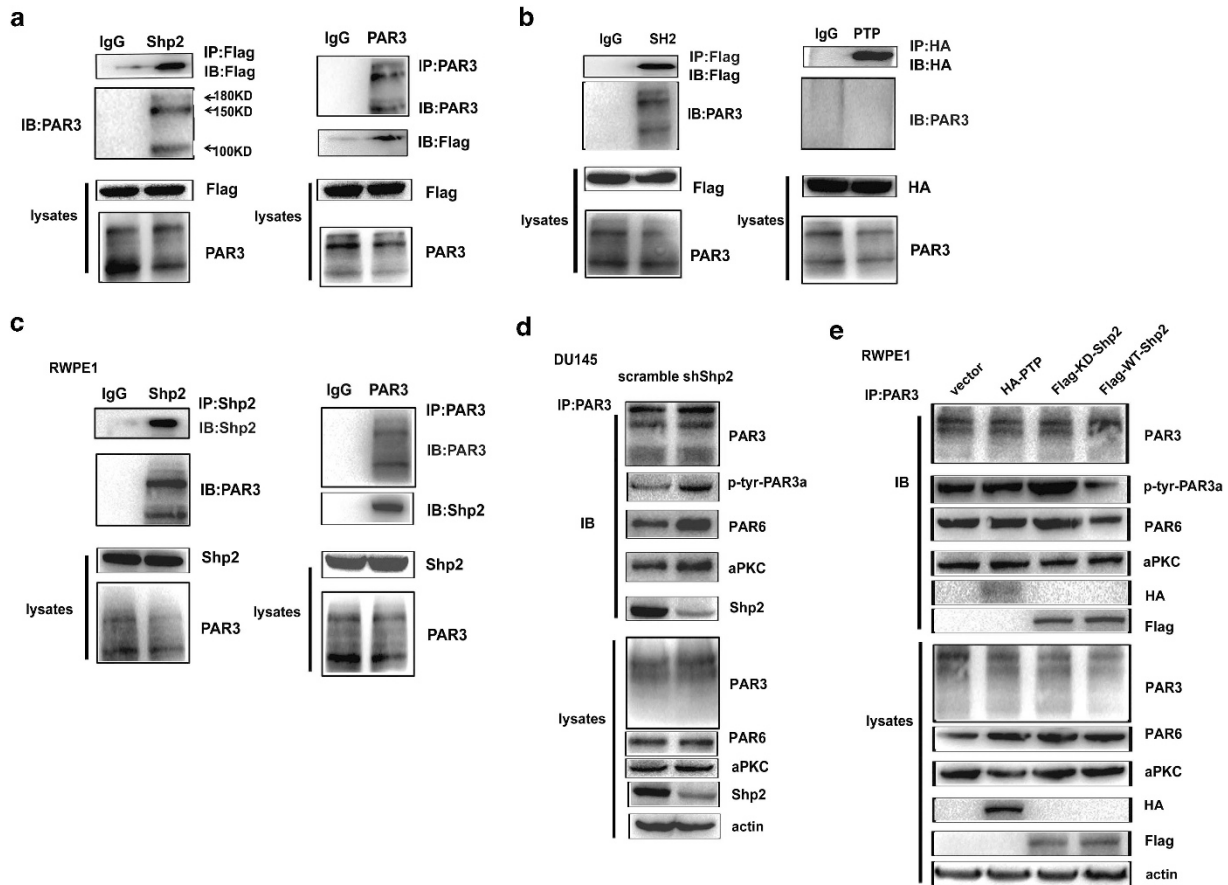 a
IgG Shp2
IP:Flag
IB:Flag
IB:PAR3
180KD
150KD
100KD
lysates
Flag
PAR3
IgG PAR3
IP:PAR3
IB:PAR3
IB:Flag
lysates
Flag
PAR3
b
IgG SH2
IP:Flag
IB:Flag
IB:PAR3
lysates
Flag
PAR3
IgG PTP
IP:HA
IB:HA
IB:PAR3
lysates
HA
PAR3
c
RWPE1
IgG Shp2
IP:Shp2
IB:Shp2
IB:PAR3
lysates
Shp2
PAR3
IgG PAR3
IP:PAR3
IB:PAR3
IB:Shp2
lysates
Shp2
PAR3
d
DU145
scramble shShp2
IP:PAR3
IB
PAR3
p-tyr-PAR3a
PAR6
aPKC
Shp2
lysates
PAR3
PAR6
aPKC
Shp2
actin
e
RWPE1
vector
HA-PTP
Flag-KD-Shp2
Flag-WT-Shp2
IP:PAR3
IB
PAR3
p-tyr-PAR3a
PAR6
aPKC
HA
Flag
lysates
PAR3
PAR6
aPKC
HA
Flag
actin